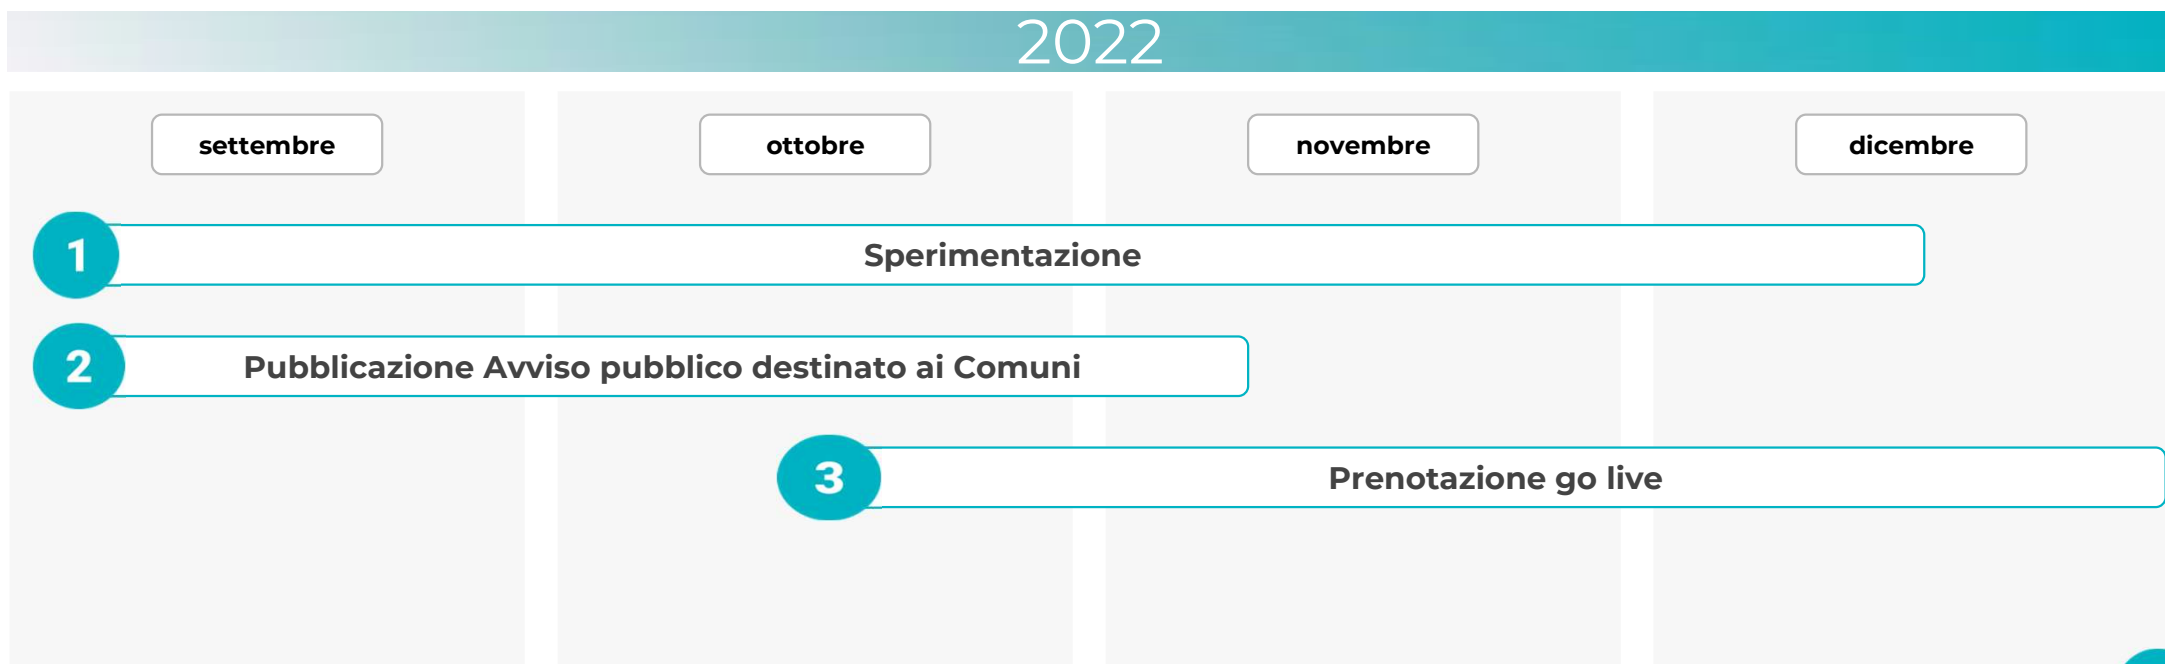 2022
settembre
ottobre
novembre
dicembre
1
Sperimentazione
2
Pubblicazione Avviso pubblico destinato ai Comuni
3
Prenotazione go live